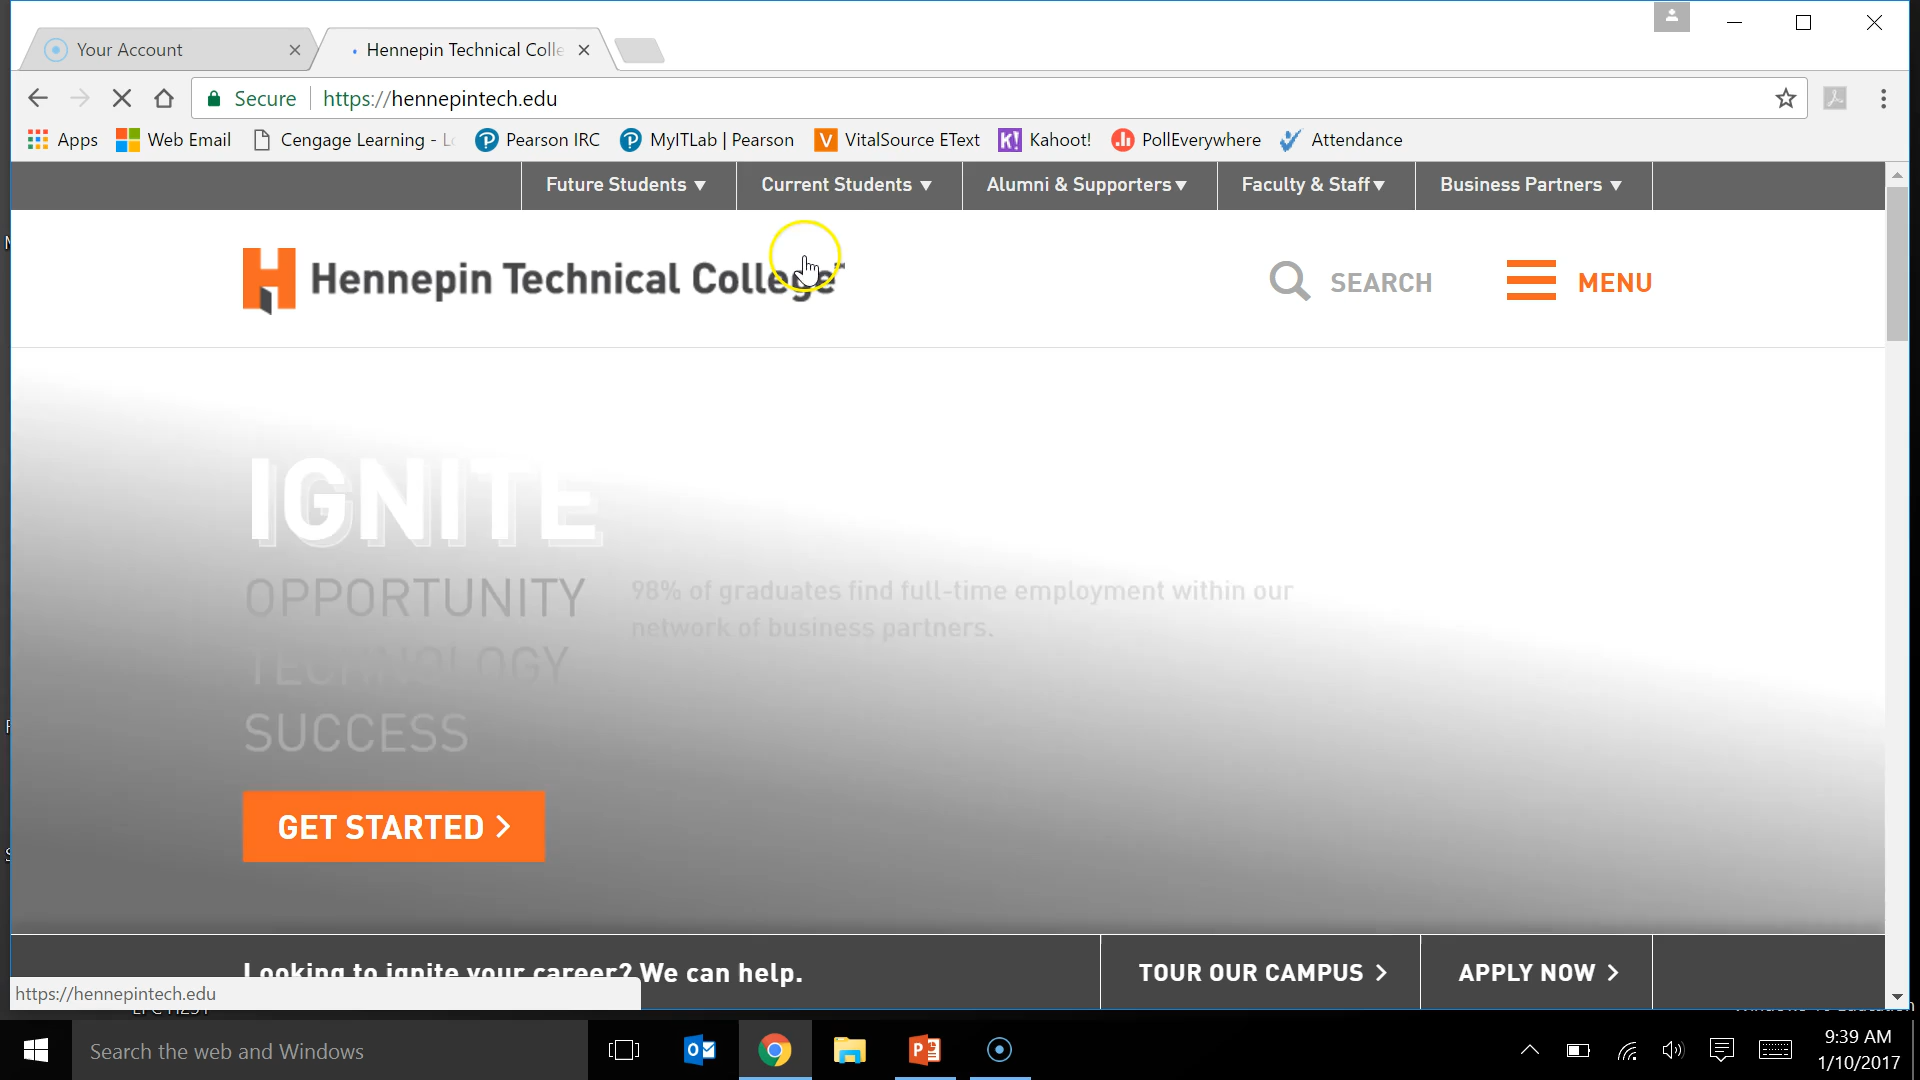 Your Account
Hennepin Technical Colle
Secure https://hennepintech.edu
Apps Web Email Cengage Learning - Lo Pearson IRC MyITLab | Pearson VitalSource EText Kahoot! PollEverywhere Attendance
Future Students ▼ Current Students ▼ Alumni & Supporters ▼ Faculty & Staff ▼ Business Partners ▼
Hennepin Technical College
SEARCH
MENU
IGNITE
OPPORTUNITY
TECHNOLOGY
SUCCESS
98% of graduates find full-time employment within our
network of business partners.
GET STARTED >
Looking to ignite your career? We can help.
TOUR OUR CAMPUS >
APPLY NOW >
https://hennepintech.edu
Search the web and Windows
9:39 AM
1/10/2017